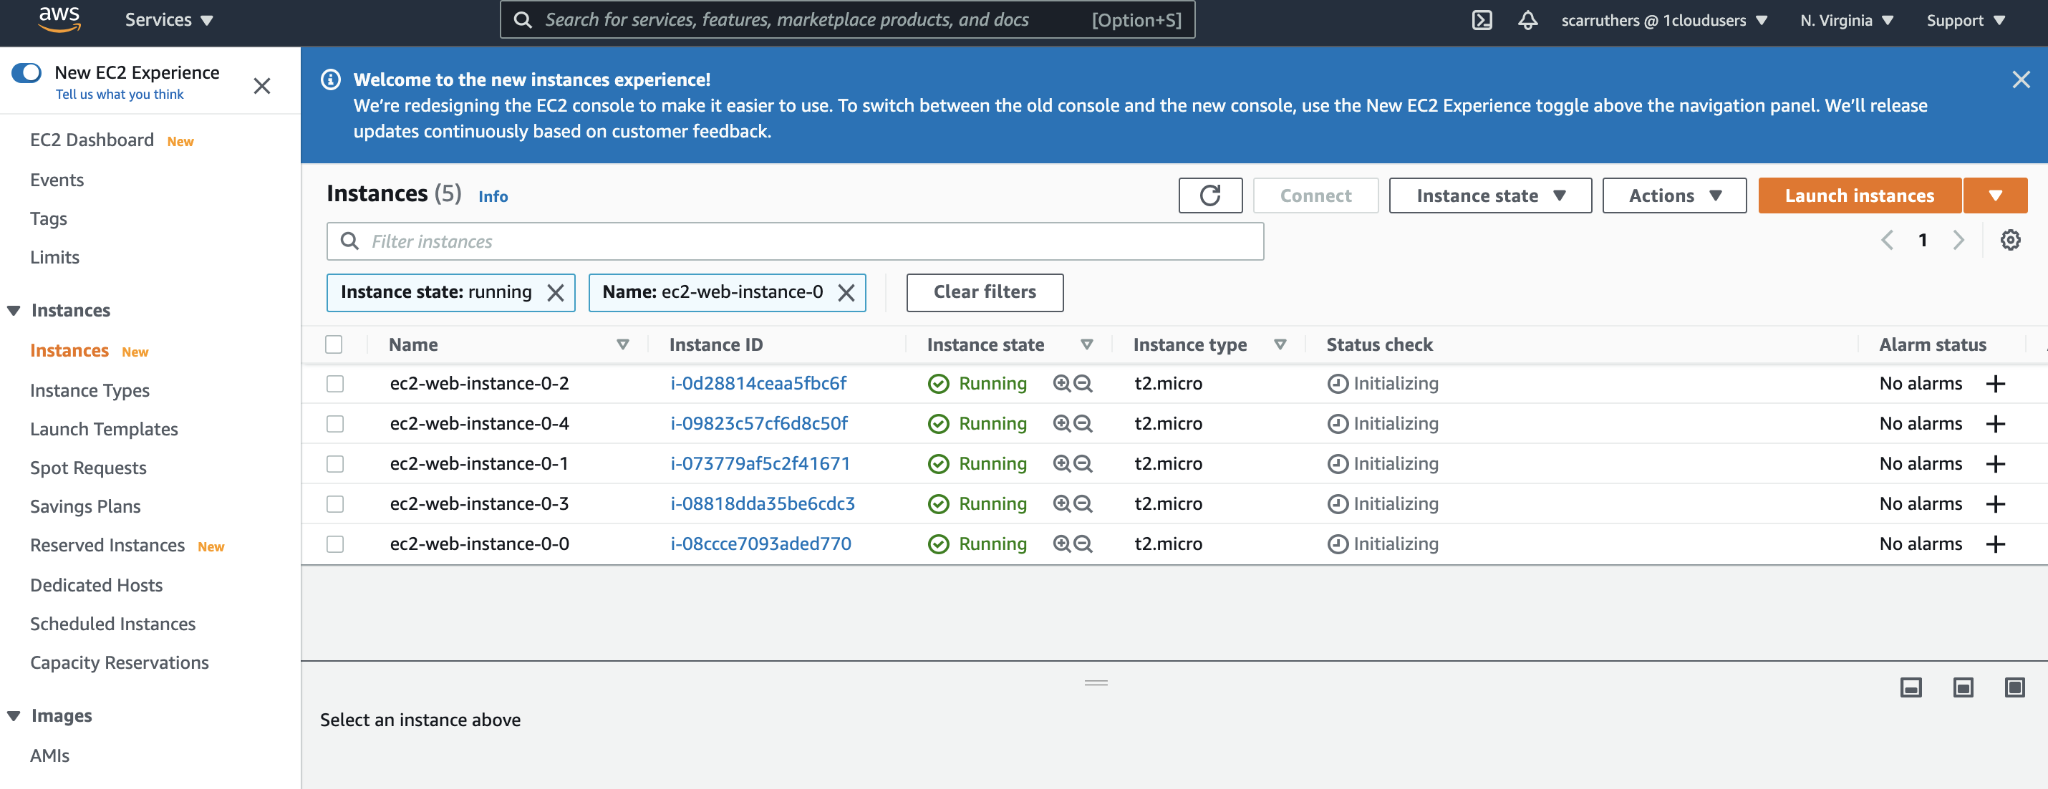 aws
Services ▼
Search for services, features, marketplace products, and docs [Option+S]
scarruthers @ 1cloudusers ▼
N. Virginia ▼
Support ▼
New EC2 Experience
Tell us what you think
EC2 Dashboard New
Events
Tags
Limits
Instances
Instances New
Instance Types
Launch Templates
Spot Requests
Savings Plans
Reserved Instances New
Dedicated Hosts
Scheduled Instances
Capacity Reservations
Images
AMIs
Welcome to the new instances experience!
We're redesigning the EC2 console to make it easier to use. To switch between the old console and the new console, use the New EC2 Experience toggle above the navigation panel. We'll release
updates continuously based on customer feedback.
Instances (5) Info
Connect
Instance state ▼
Actions ▼
Launch instances
Filter instances
1
Instance state: running
Name: ec2-web-instance-0
Clear filters
Name Instance ID Instance state Instance type Status check Alarm status
ec2-web-instance-0-2 i-0d28814ceaa5fbc6f Running t2.micro Initializing No alarms
ec2-web-instance-0-4 i-09823c57cf6d8c50f Running t2.micro Initializing No alarms
ec2-web-instance-0-1 i-073779af5c2f41671 Running t2.micro Initializing No alarms
ec2-web-instance-0-3 i-08818dda35be6cdc3 Running t2.micro Initializing No alarms
ec2-web-instance-0-0 i-08ccce7093aded770 Running t2.micro Initializing No alarms
Select an instance above